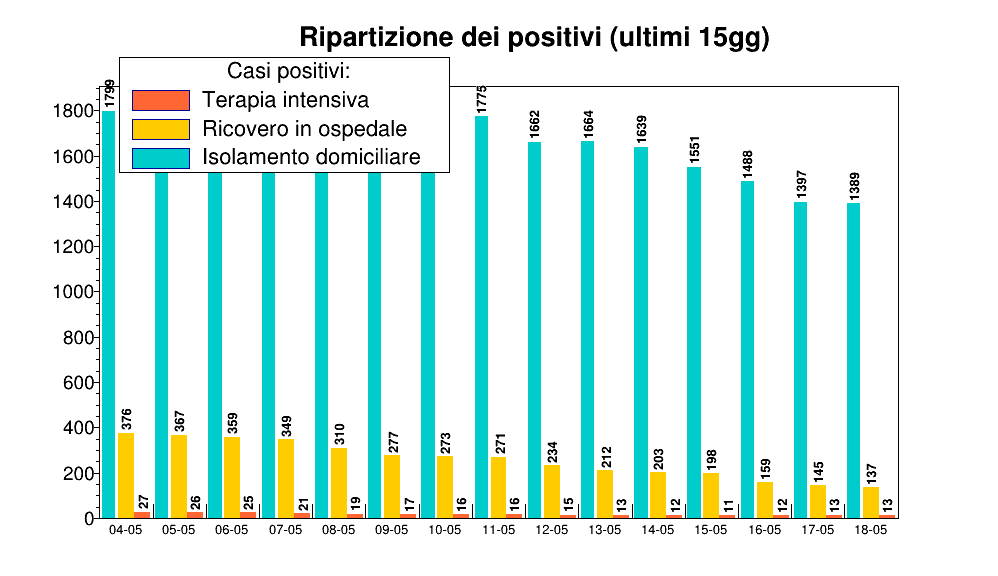 Ripartizione dei positivi (ultimi 15gg)
Casi positivi:
Terapia intensiva
Ricovero in ospedale
Isolamento domiciliare
1800
1600
1400
1200
1000
800
600
400
200
0
1799 376 27
367 26
359 25
349 21
310 19
277 17
273 16
1775 271 16
1662 234 15
1664 212 13
1639 203 12
1551 198 11
1488 159 12
1397 145 13
1389 137 13
04-05 05-05 06-05 07-05 08-05 09-05 10-05 11-05 12-05 13-05 14-05 15-05 16-05 17-05 18-05